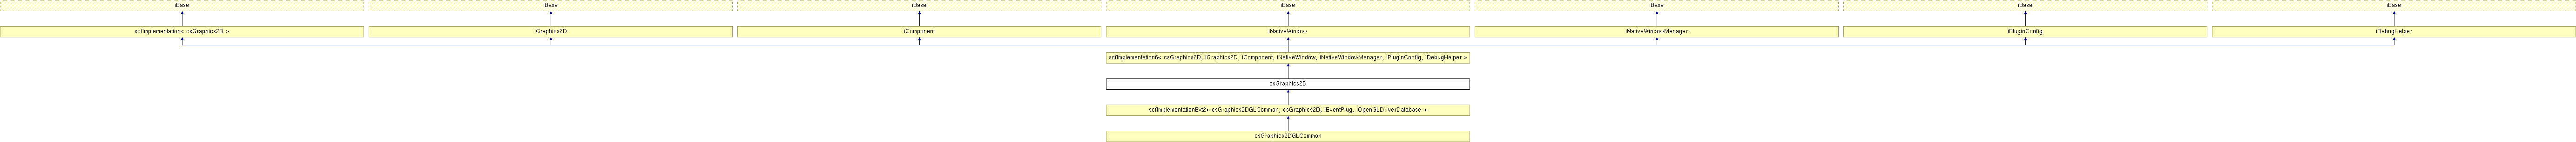 iBase iBase iBase iBase iBase iBase iBase
scfImplementation< csGraphics2D > iGraphics2D iComponent iNativeWindow iNativeWindowManager iPluginConfig iDebugHelper
scfImplementation6< csGraphics2D, iGraphics2D, iComponent, iNativeWindow, iNativeWindowManager, iPluginConfig, iDebugHelper >
csGraphics2D
scfImplementationExt2< csGraphics2DGLCommon, csGraphics2D, iEventPlug, iOpenGLDriverDatabase >
csGraphics2DGLCommon